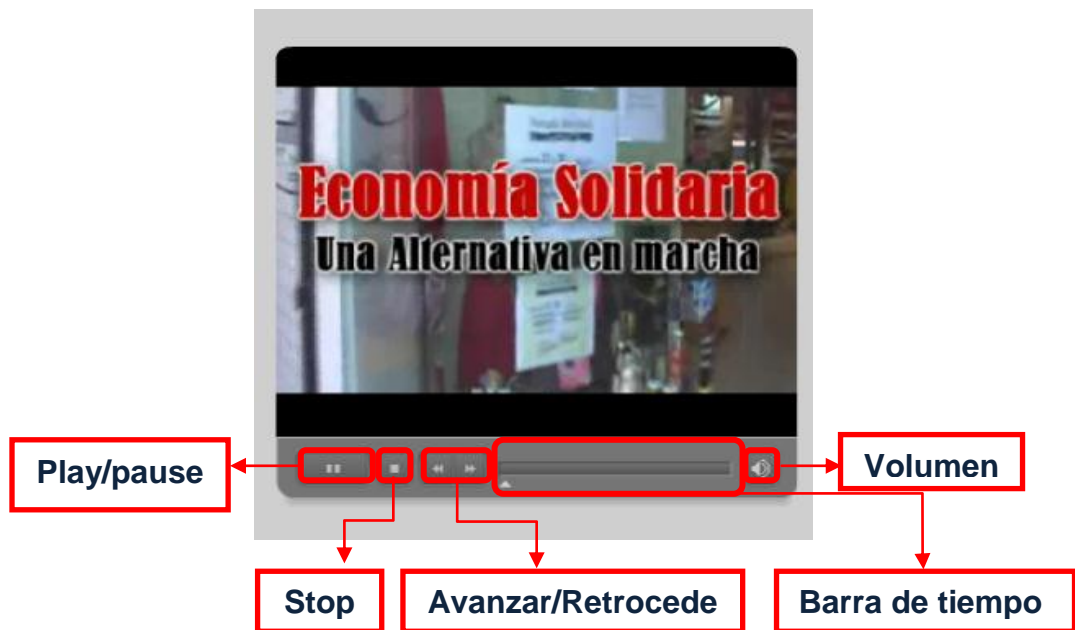 Economía Solidaria
Una Alternativa en marcha
Play/pause
Volumen
Stop
Avanzar/Retrocede
Barra de tiempo